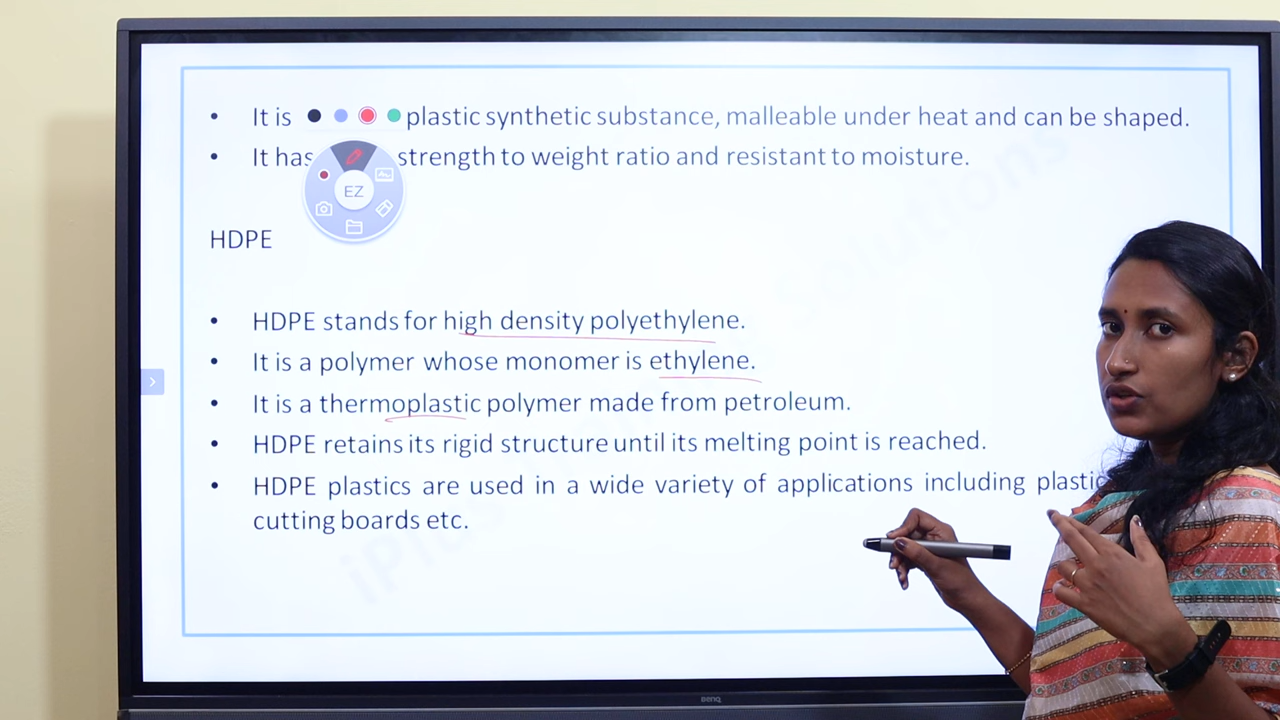 • It is plastic synthetic substance, malleable under heat and can be shaped.
• It has strength to weight ratio and resistant to moisture.
EZ
HDPE
• HDPE stands for high density polyethylene.
• It is a polymer whose monomer is ethylene.
• It is a thermoplastic polymer made from petroleum.
• HDPE retains its rigid structure until its melting point is reached.
• HDPE plastics are used in a wide variety of applications including plastic
cutting boards etc.
BenQ